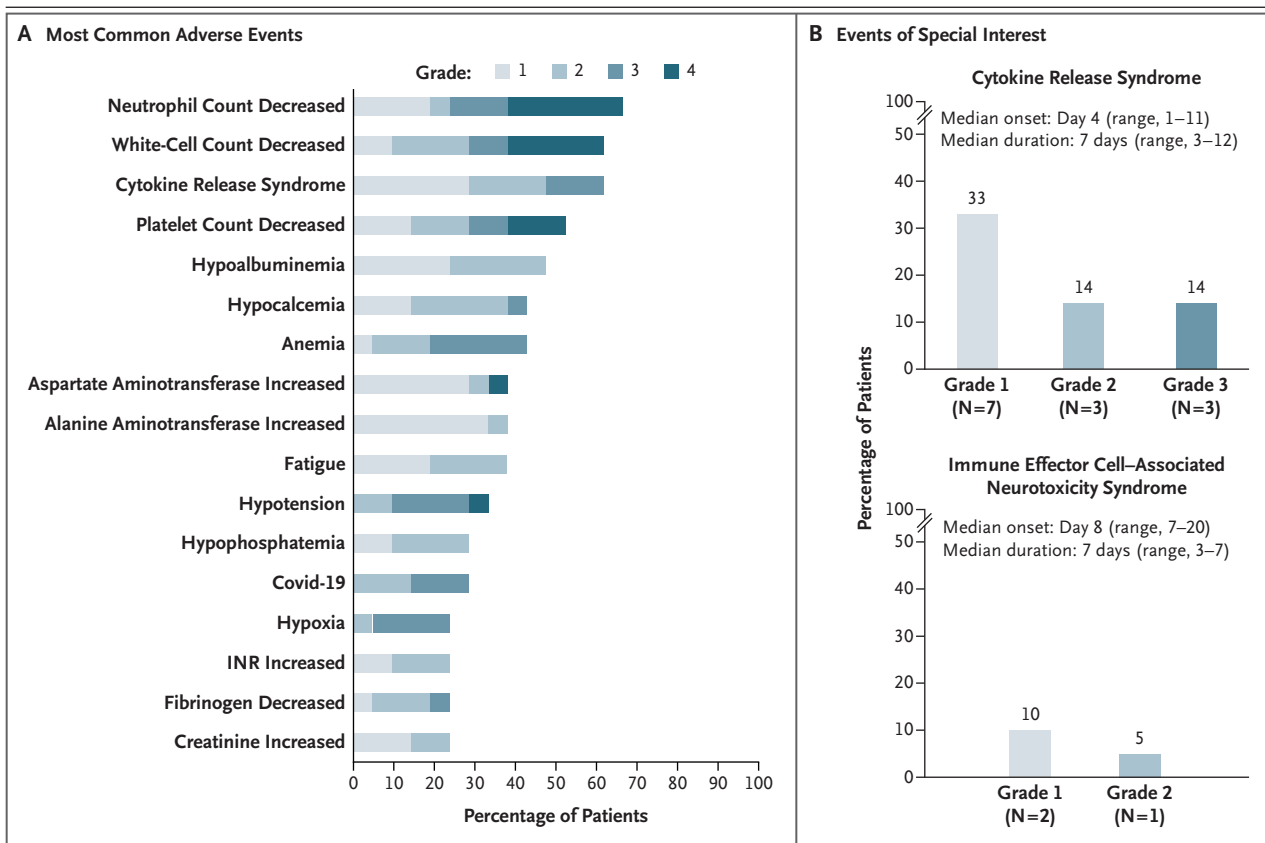 A Most Common Adverse Events
Grade: 1 2 3 4
Neutrophil Count Decreased
White-Cell Count Decreased
Cytokine Release Syndrome
Platelet Count Decreased
Hypoalbuminemia
Hypocalcemia
Anemia
Aspartate Aminotransferase Increased
Alanine Aminotransferase Increased
Fatigue
Hypotension
Hypophosphatemia
Covid-19
Hypoxia
INR Increased
Fibrinogen Decreased
Creatinine Increased
0 10 20 30 40 50 60 70 80 90 100
Percentage of Patients
B Events of Special Interest
Percentage of Patients
Cytokine Release Syndrome
Median onset: Day 4 (range, 1–11)
Median duration: 7 days (range, 3–12)
100
50
40
30
20
10
0
33
14
14
Grade 1
(N=7)
Grade 2
(N=3)
Grade 3
(N=3)
Immune Effector Cell–Associated
Neurotoxicity Syndrome
Median onset: Day 8 (range, 7–20)
Median duration: 7 days (range, 3–7)
100
50
40
30
20
10
0
10
5
Grade 1
(N=2)
Grade 2
(N=1)